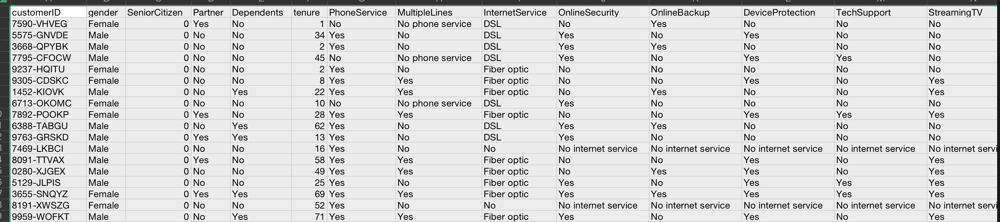 customerID gender SeniorCitizen Partner Dependents tenure PhoneService MultipleLines InternetService OnlineSecurity OnlineBackup DeviceProtection TechSupport StreamingTV
7590-VHVEG Female 0 Yes No 1 No No phone service DSL No Yes No No No
5575-GNVDE Male 0 No No 34 Yes No DSL Yes No Yes No No
3668-QPYBK Male 0 No No 2 Yes No DSL Yes Yes No No No
7795-CFOCW Male 0 No No 45 No No phone service DSL Yes No Yes Yes No
9237-HQITU Female 0 No No 2 Yes No Fiber optic No No No No No
9305-CDSKC Female 0 No No 8 Yes Yes Fiber optic No No Yes No Yes
1452-KIOVK Male 0 No Yes 22 Yes Yes Fiber optic No Yes No No Yes
6713-OKOMC Female 0 No No 10 No No phone service DSL Yes No No No No
7892-POOKP Female 0 Yes No 28 Yes Yes Fiber optic No No Yes Yes Yes
6388-TABGU Male 0 No Yes 62 Yes No DSL Yes Yes No No No
9763-GRSKD Male 0 Yes Yes 13 Yes No DSL Yes No No No No
7469-LKBCI Male 0 No No 16 Yes No No No internet service No internet service No internet service No internet service No internet servi
8091-TTVAX Male 0 Yes No 58 Yes Yes Fiber optic No No Yes No Yes
0280-XJGEX Male 0 No No 49 Yes Yes Fiber optic No Yes Yes No Yes
5129-JLPIS Male 0 No No 25 Yes No Fiber optic Yes No Yes Yes Yes
3655-SNQYZ Female 0 Yes Yes 69 Yes Yes Fiber optic Yes Yes Yes Yes Yes
8191-XWSZG Female 0 No No 52 Yes No No No internet service No internet service No internet service No internet service No internet servi
9959-WOFKT Male 0 No Yes 71 Yes Yes Fiber optic Yes No Yes No Yes